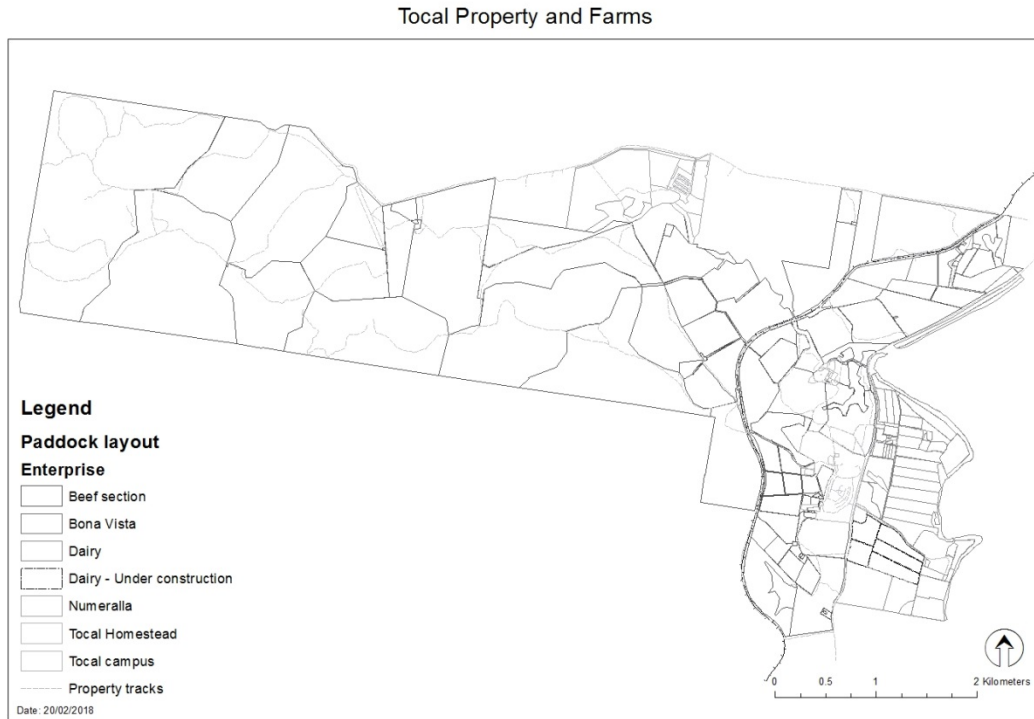 Tocal Property and Farms
Legend
Paddock layout
Enterprise
Beef section
Bona Vista
Dairy
Dairy - Under construction
Numeralla
Tocal Homestead
Tocal campus
Property tracks
Date: 20/02/2018
0 0.5 1 2 Kilometers